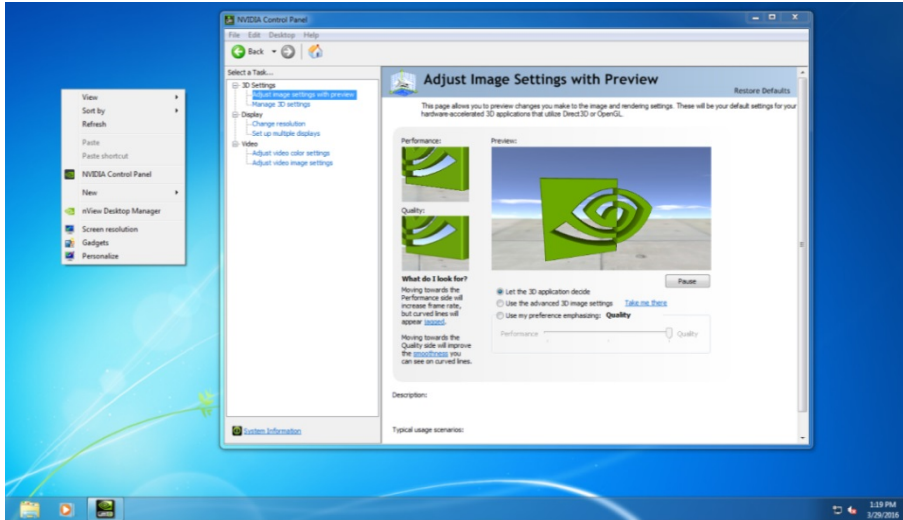 NVIDIA Control Panel
File Edit Desktop Help
Back
Select a Task...
3D Settings
Adjust image settings with preview
Manage 3D settings
Display
Change resolution
Set up multiple displays
Video
Adjust video color settings
Adjust video image settings
System Information
Adjust Image Settings with Preview
Restore Defaults
This page allows you to preview changes you make to the image and rendering settings. These will be your default settings for your
hardware-accelerated 3D applications that utilize Direct3D or OpenGL.
Performance:
Preview:
Quality:
What do I look for?
Moving towards the
Performance side will
increase frame rate,
but curved lines will
appear jagged.
Moving towards the
Quality side will improve
the smoothness you
can see on curved lines.
Pause
Let the 3D application decide
Use the advanced 3D image settings Take me there
Use my preference emphasizing: Quality
Performance Quality
Description:
Typical usage scenarios:
View
Sort by
Refresh
Paste
Paste shortcut
NVIDIA Control Panel
New
nView Desktop Manager
Screen resolution
Gadgets
Personalize
1:19 PM
3/29/2016